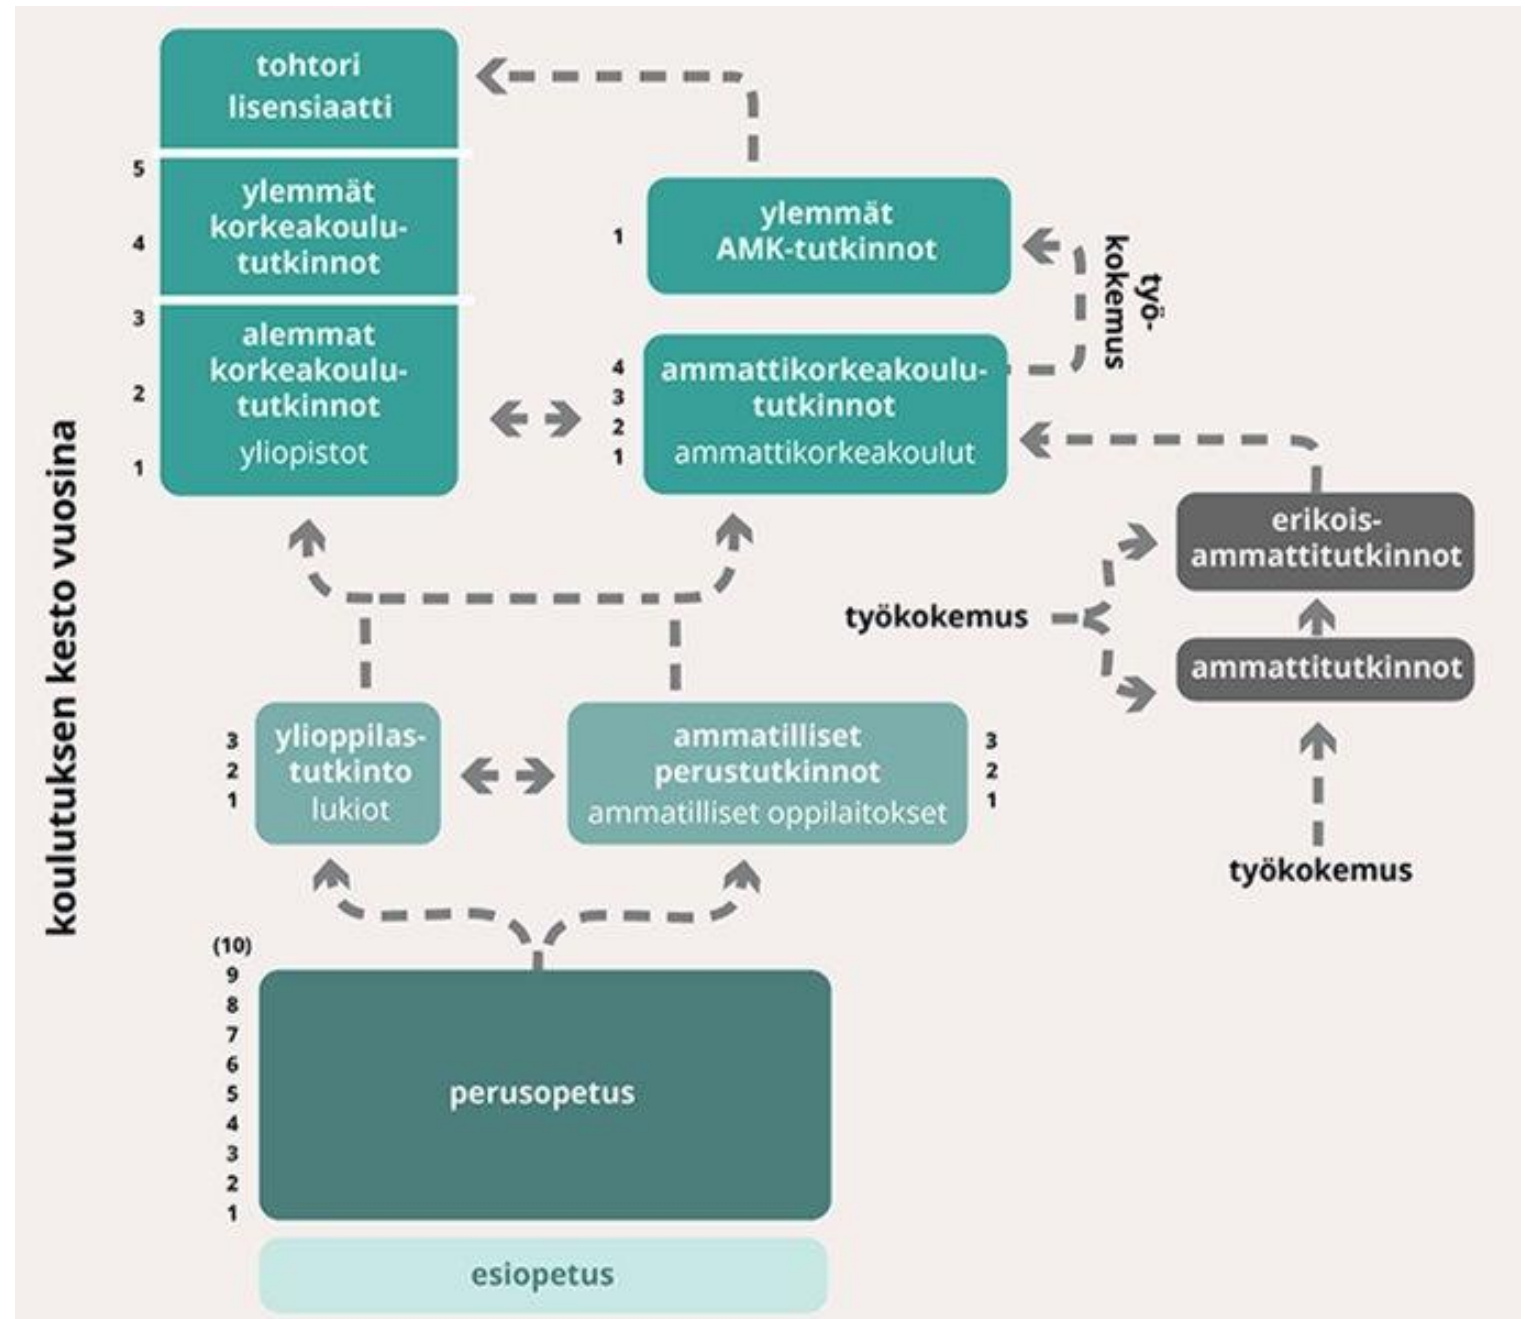 koulutuksen kesto vuosina
tohtori
lisensiaatti
5
ylemmät
korkeakoulu-
tutkinnot
4
3
alemmat
korkeakoulu-
tutkinnot
yliopistot
2
1
1
ylemmät
AMK-tutkinnot
työ-
kokemus
4
3
2
1
ammattikorkeakoulu-
tutkinnot
ammattikorkeakoulut
erikois-
ammattitutkinnot
työkokemus
ammattitutkinnot
työkokemus
3
2
1
ylioppilas-
tutkinto
lukiot
ammatilliset
perustutkinnot
ammatilliset oppilaitokset
3
2
1
(10)
9
8
7
6
5
4
3
2
1
perusopetus
esiopetus